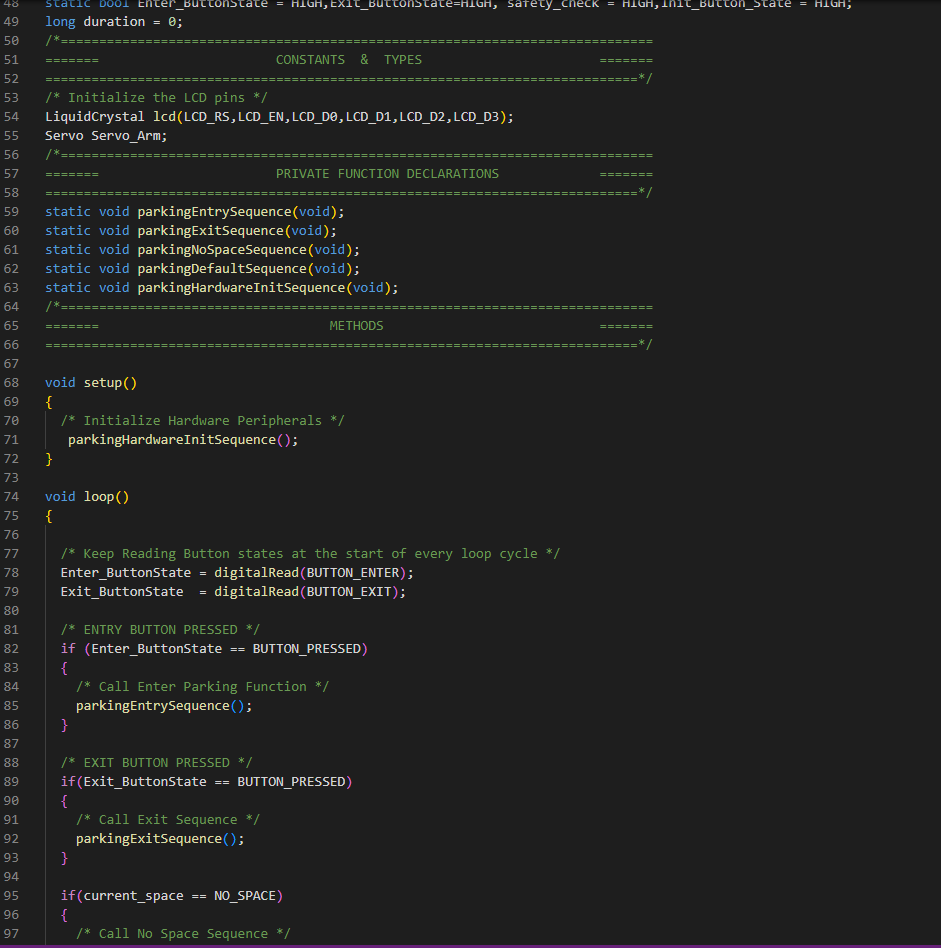 48 static bool Enter_ButtonState = HIGH,Exit_ButtonState=HIGH, safety_check = HIGH,Init_Button_State = HIGH;
49 long duration = 0;
50 /*=============================================================================
51 ======= CONSTANTS & TYPES =======
52 =============================================================================*/
53 /* Initialize the LCD pins */
54 LiquidCrystal lcd(LCD_RS,LCD_EN,LCD_D0,LCD_D1,LCD_D2,LCD_D3);
55 Servo Servo_Arm;
56 /*=============================================================================
57 ======= PRIVATE FUNCTION DECLARATIONS =======
58 =============================================================================*/
59 static void parkingEntrySequence(void);
60 static void parkingExitSequence(void);
61 static void parkingNoSpaceSequence(void);
62 static void parkingDefaultSequence(void);
63 static void parkingHardwareInitSequence(void);
64 /*=============================================================================
65 ======= METHODS =======
66 =============================================================================*/
67
68 void setup()
69 {
70 /* Initialize Hardware Peripherals */
71 parkingHardwareInitSequence();
72 }
73
74 void loop()
75 {
76
77 /* Keep Reading Button states at the start of every loop cycle */
78 Enter_ButtonState = digitalRead(BUTTON_ENTER);
79 Exit_ButtonState  = digitalRead(BUTTON_EXIT);
80
81 /* ENTRY BUTTON PRESSED */
82 if (Enter_ButtonState == BUTTON_PRESSED)
83 {
84 /* Call Enter Parking Function */
85 parkingEntrySequence();
86 }
87
88 /* EXIT BUTTON PRESSED */
89 if(Exit_ButtonState == BUTTON_PRESSED)
90 {
91 /* Call Exit Sequence */
92 parkingExitSequence();
93 }
94
95 if(current_space == NO_SPACE)
96 {
97 /* Call No Space Sequence */